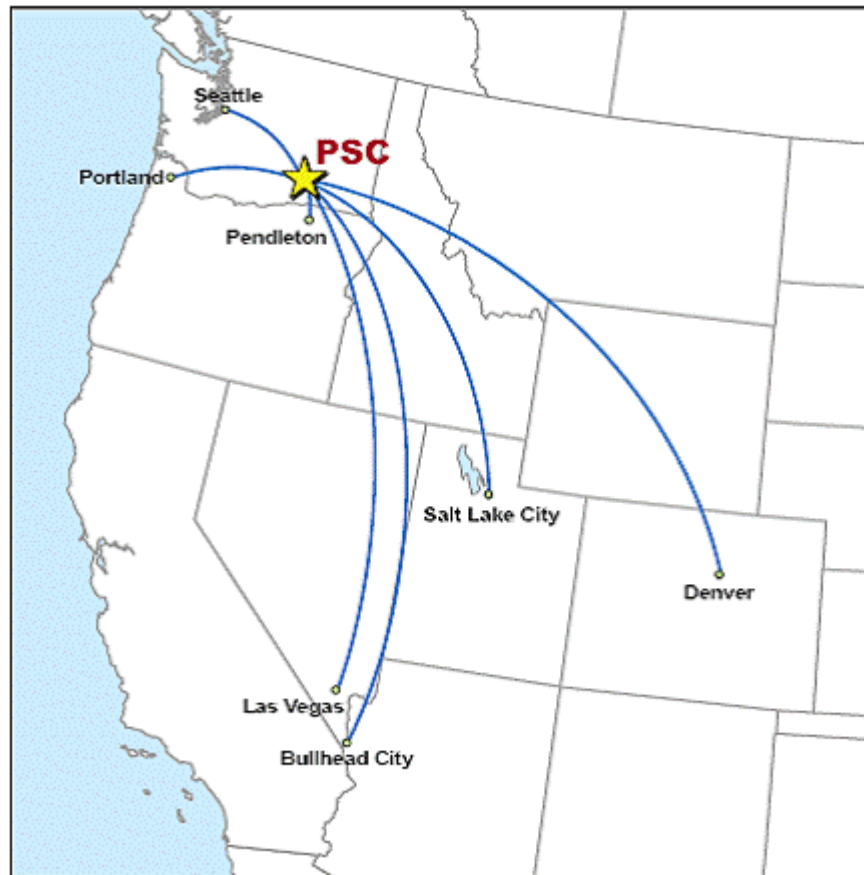 Seattle
PSC
Portland
Pendleton
Salt Lake City
Denver
Las Vegas
Bullhead City